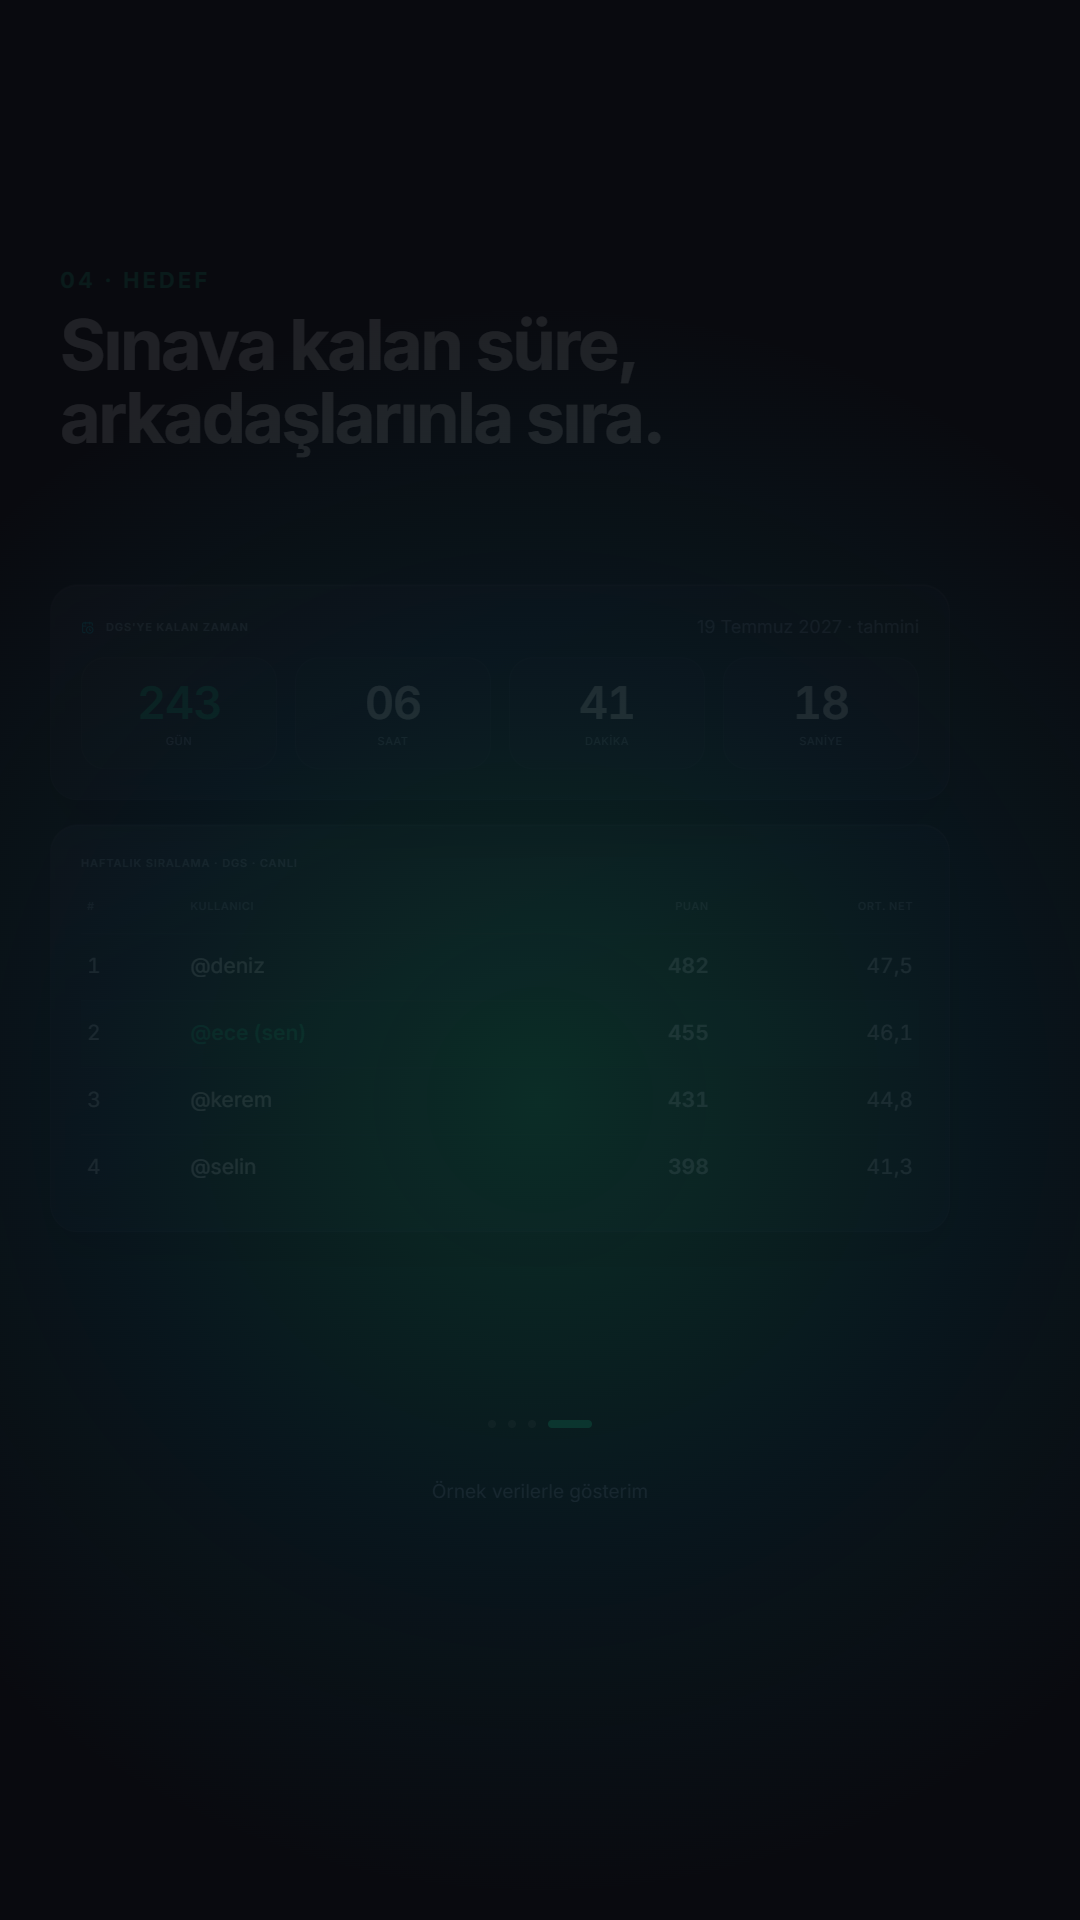 04 · HEDEF
Sınava kalan süre,
arkadaşlarınla sıra.
DGS'YE KALAN ZAMAN
19 Temmuz 2027 · tahmini
243 06 41 18
GÜN SAAT DAKİKA SANİYE
HAFTALIK SIRALAMA · DGS · CANLI
# KULLANICI PUAN ORT. NET
1 @deniz 482 47,5
2 @ece (sen) 455 46,1
3 @kerem 431 44,8
4 @selin 398 41,3
Örnek verilerle gösterim